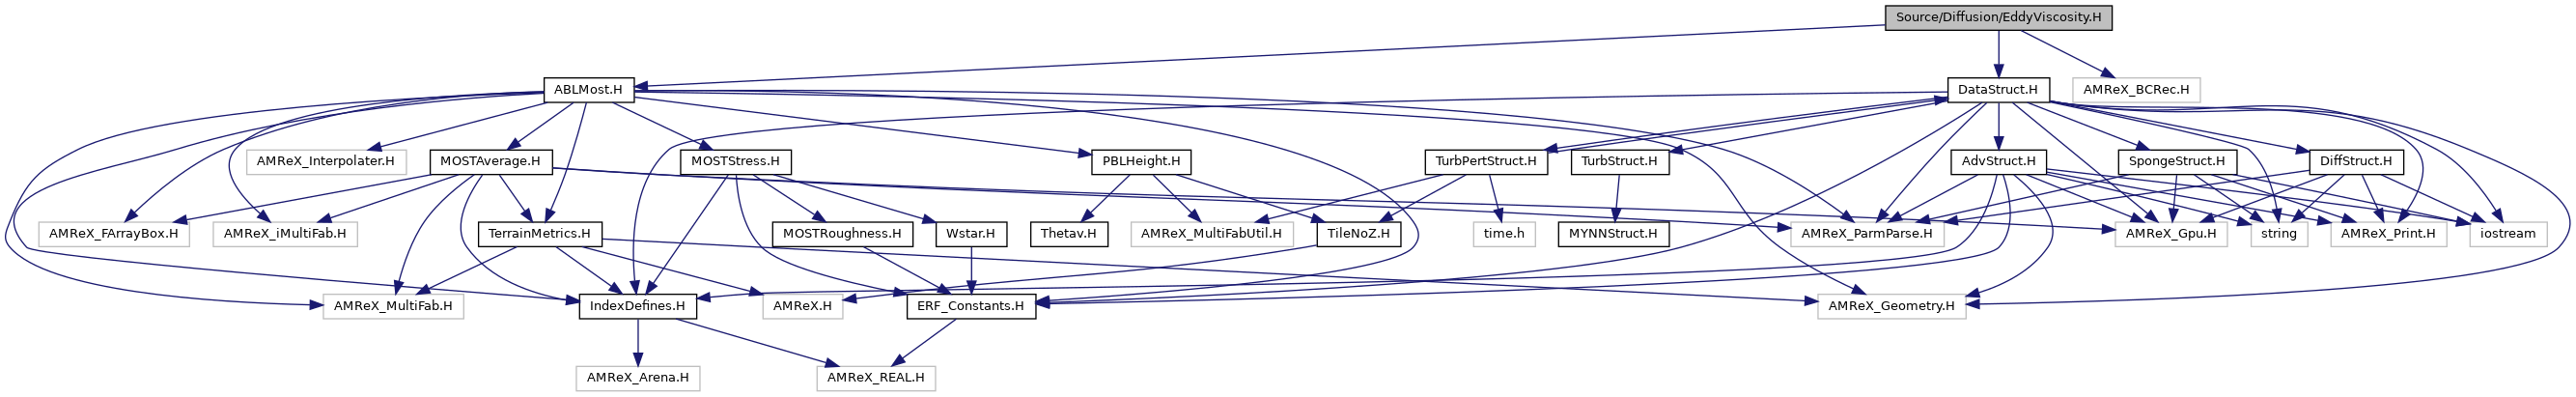 Source/Diffusion/EddyViscosity.H
ABLMost.H
DataStruct.H
AMReX_BCRec.H
AMReX_Interpolater.H
MOSTAverage.H
MOSTStress.H
PBLHeight.H
TurbPertStruct.H
TurbStruct.H
AdvStruct.H
SpongeStruct.H
DiffStruct.H
AMReX_FArrayBox.H
AMReX_iMultiFab.H
TerrainMetrics.H
MOSTRoughness.H
Wstar.H
Thetav.H
AMReX_MultiFabUtil.H
TileNoZ.H
time.h
MYNNStruct.H
AMReX_ParmParse.H
AMReX_Gpu.H
string
AMReX_Print.H
iostream
AMReX_MultiFab.H
IndexDefines.H
AMReX.H
ERF_Constants.H
AMReX_Geometry.H
AMReX_Arena.H
AMReX_REAL.H